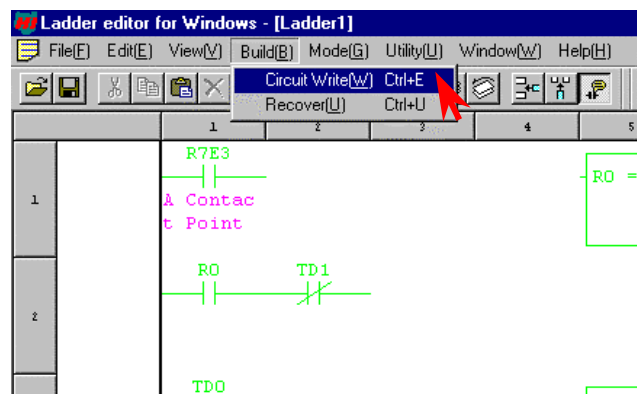 Ladder editor for Windows - [Ladder1]
File(F) Edit(E) View(V) Build(B) Mode(G) Utility(U) Window(W) Help(H)
Circuit Write(W) Ctrl+E
Recover(U) Ctrl+U
1 2 3 4 5
R7E3
R0 =
1
A Contac
t Point
R0 TD1
2
TD0